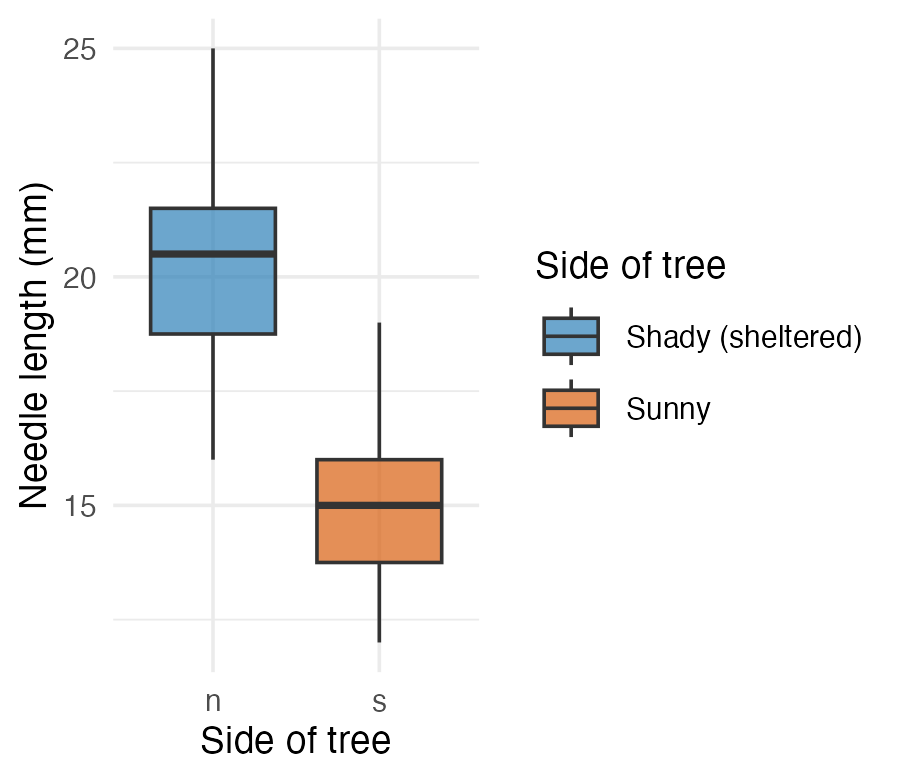 25
20
15
Needle length (mm)
n
s
Side of tree
Side of tree
Shady (sheltered)
Sunny